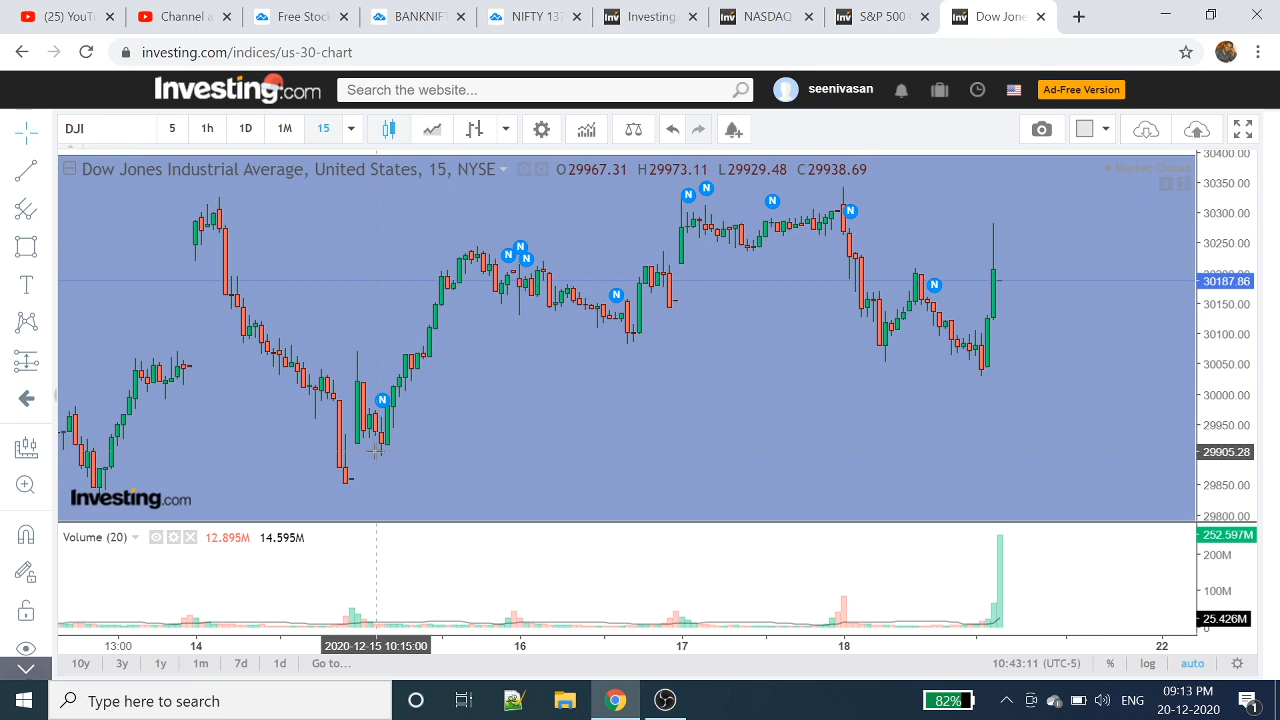 (25) YouT
Channel a
Free Stock
BANKNIF
NIFTY 137
Investing.
NASDAQ
S&P 500
Dow Jone
investing.com/indices/us-30-chart
Investing.com
Search the website...
seenivasan
Ad-Free Version
DJI
5
1h
1D
1M
15
Dow Jones Industrial Average, United States, 15, NYSE
O29967.31 H29973.11 L29929.48 C29938.69
Market Closed
30400.00
30350.00
30300.00
30250.00
30187.86
30150.00
30100.00
30050.00
30000.00
29950.00
29905.28
29850.00
29800.00
N
N
N
N
N
N
N
N
N
N
Investing.com
Volume (20)
12.895M
14.595M
252.597M
200M
100M
25.426M
0
13:00
14
2020-12-15 10:15:00
16
17
18
22
10y
3y
1y
1m
7d
1d
Go to...
10:43:11 (UTC-5)
%
log
auto
Type here to search
82%
ENG
09:13 PM
20-12-2020
1